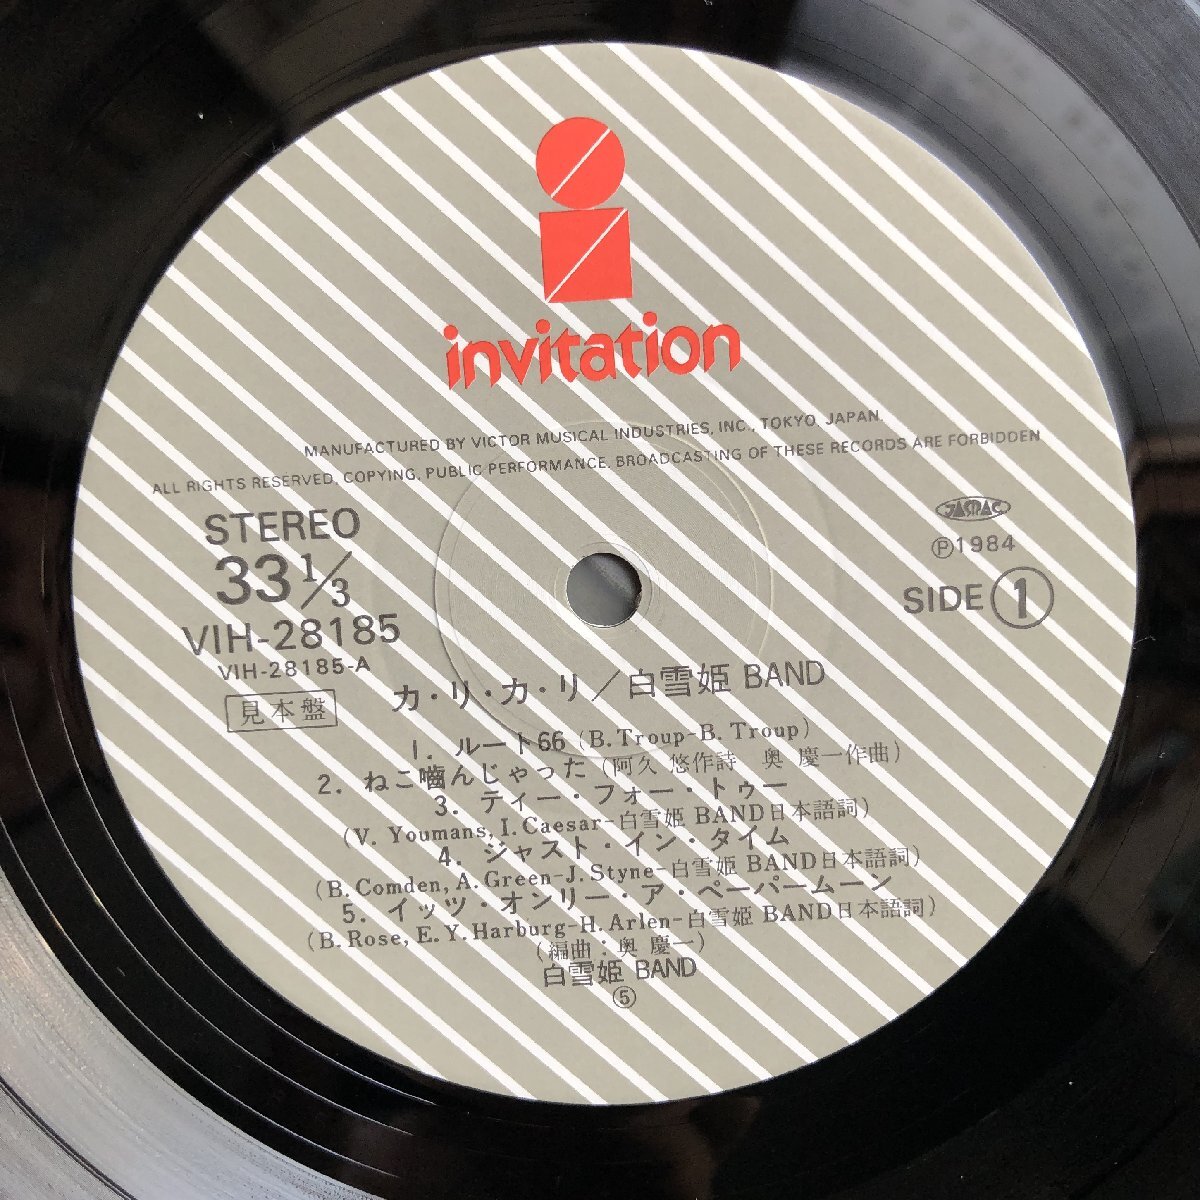 invitation
MANUFACTURED BY VICTOR MUSICAL INDUSTRIES, INC., TOKYO, JAPAN.
ALL RIGHTS RESERVED. COPYING, PUBLIC PERFORMANCE, BROADCASTING OF THESE RECORDS ARE FORBIDDEN
STEREO
33 1/3
VIH-28185
VIH-28185-A
見本盤
JASRAC
Ⓟ1984
SIDE ①
カ・リ・カ・リ／白雪姫 BAND
1. ルート66 (B. Troup-B. Troup)
2. ねこ噛んじゃった (阿久 悠作詩 奥 慶一作曲)
3. ティー・フォー・トゥー
(V. Youmans, I. Caesar-白雪姫 BAND日本語詞)
4. ジャスト・イン・タイム
(B. Comden, A. Green-J. Styne-白雪姫 BAND日本語詞)
5. イッツ・オンリー・ア・ペーパームーン
(B. Rose, E. Y. Harburg-H. Arlen-白雪姫 BAND日本語詞)
(編曲：奥 慶一)
白雪姫 BAND
⑤